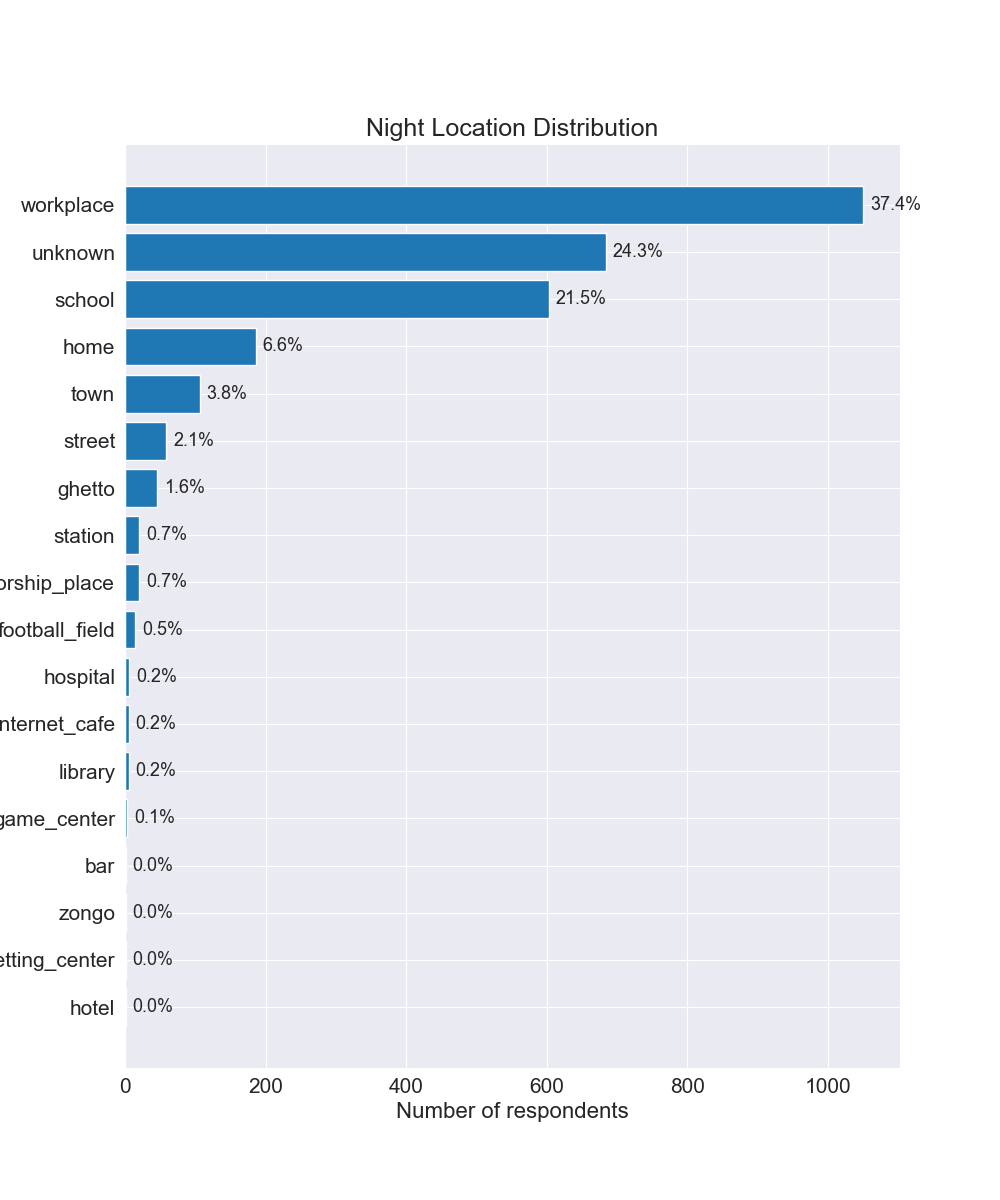 Night Location Distribution
workplace 37.4%
unknown 24.3%
school 21.5%
home 6.6%
town 3.8%
street 2.1%
ghetto 1.6%
station 0.7%
orship_place 0.7%
football_field 0.5%
hospital 0.2%
nternet_cafe 0.2%
library 0.2%
game_center 0.1%
bar 0.0%
zongo 0.0%
etting_center 0.0%
hotel 0.0%
0 200 400 600 800 1000
Number of respondents